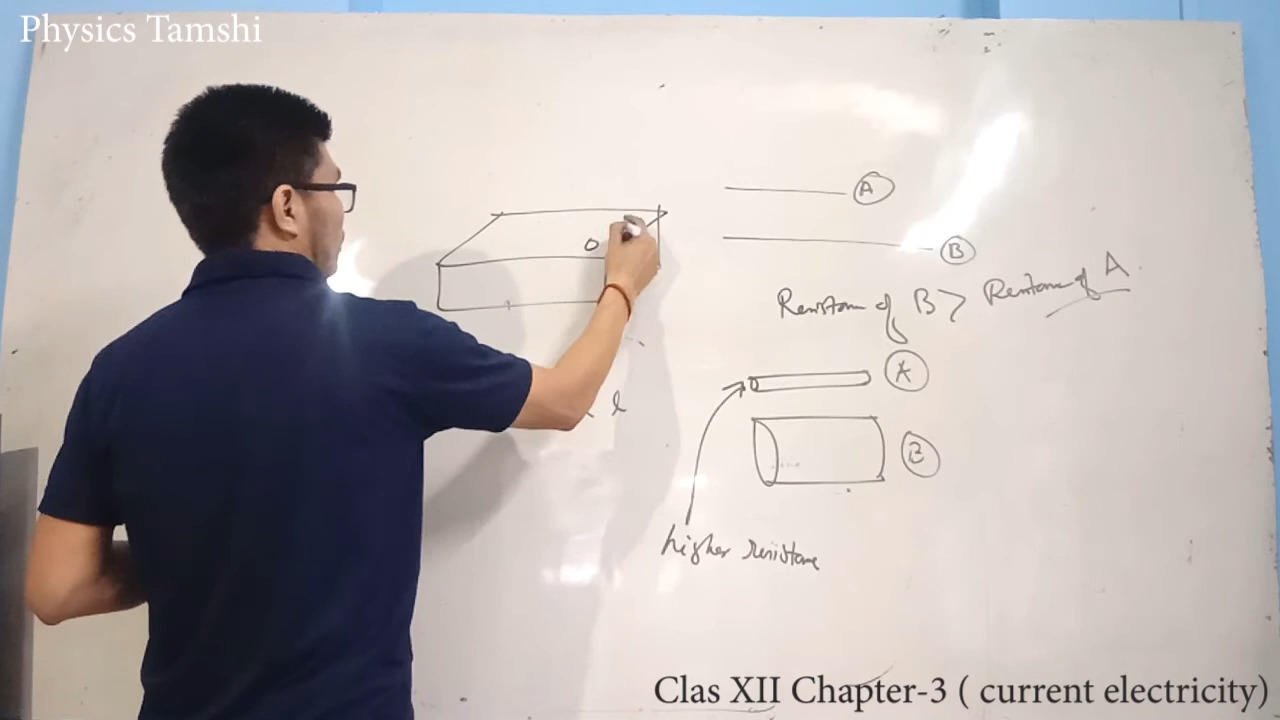 Physics Tamshi
A
B
Resistance of B > Resistance of A
A
B
l
higher resistance
Clas XII Chapter-3 ( current electricity)